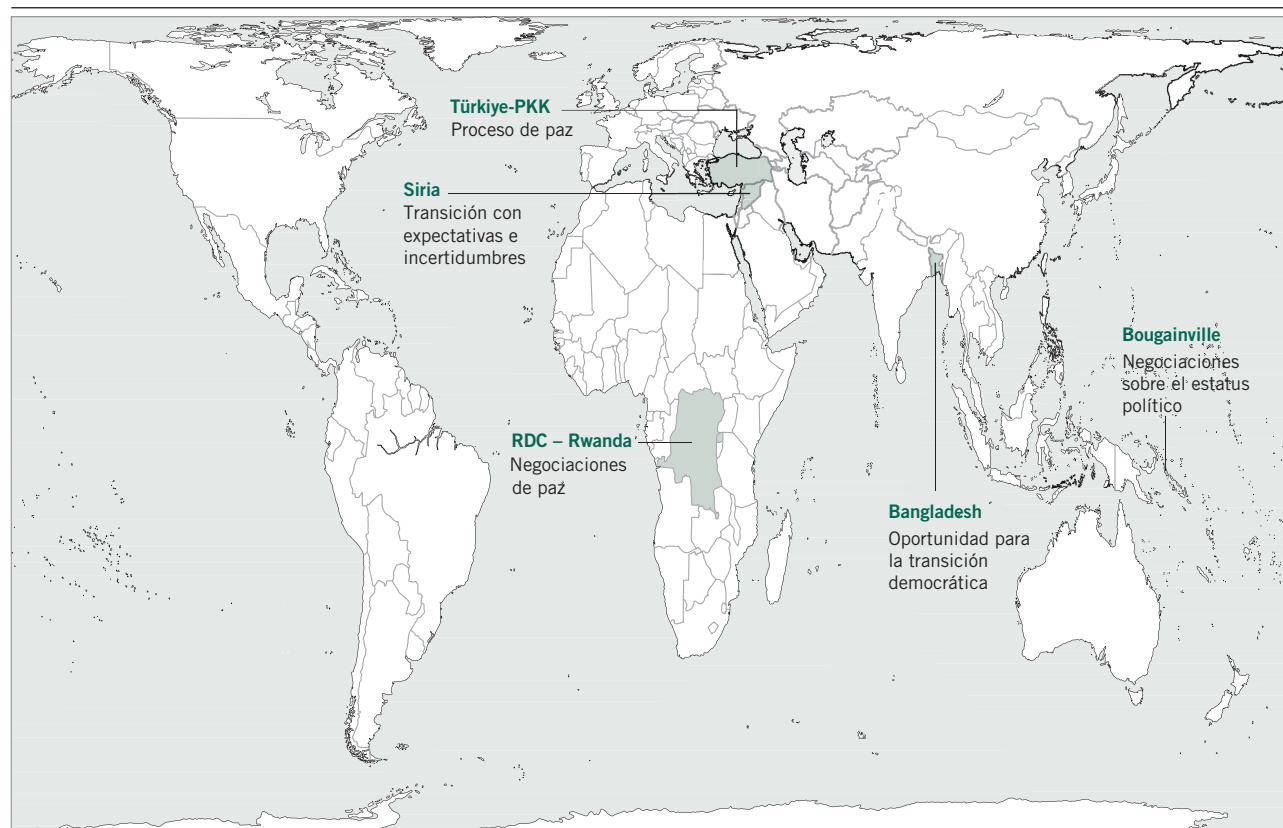 Türkiye-PKK
Proceso de paz
Siria
Transición con
expectativas e
incertidumbres
Bougainville
Negociaciones
sobre el estatus
político
RDC – Rwanda
Negociaciones
de paz
Bangladesh
Oportunidad para
la transición
democrática